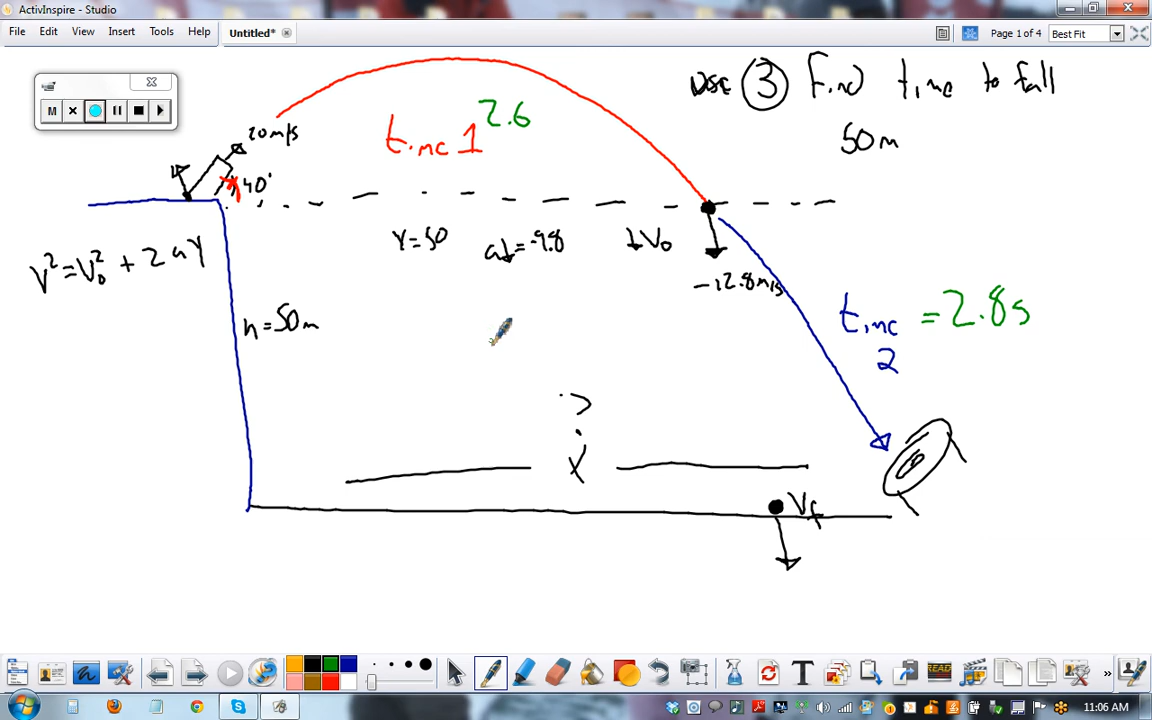 ActivInspire - Studio
File Edit View Insert Tools Help Untitled* Page 1 of 4 Best Fit
use 3 Find time to fall
50m
20m/s
40°
time 1 2.6
V² = V₀² + 2aY
Y=50 a↓=-9.8 ↓V₀
-12.8m/s
h=50m
time = 2.8s
2
?
X
Vf
M
T
READ
»
11:06 AM